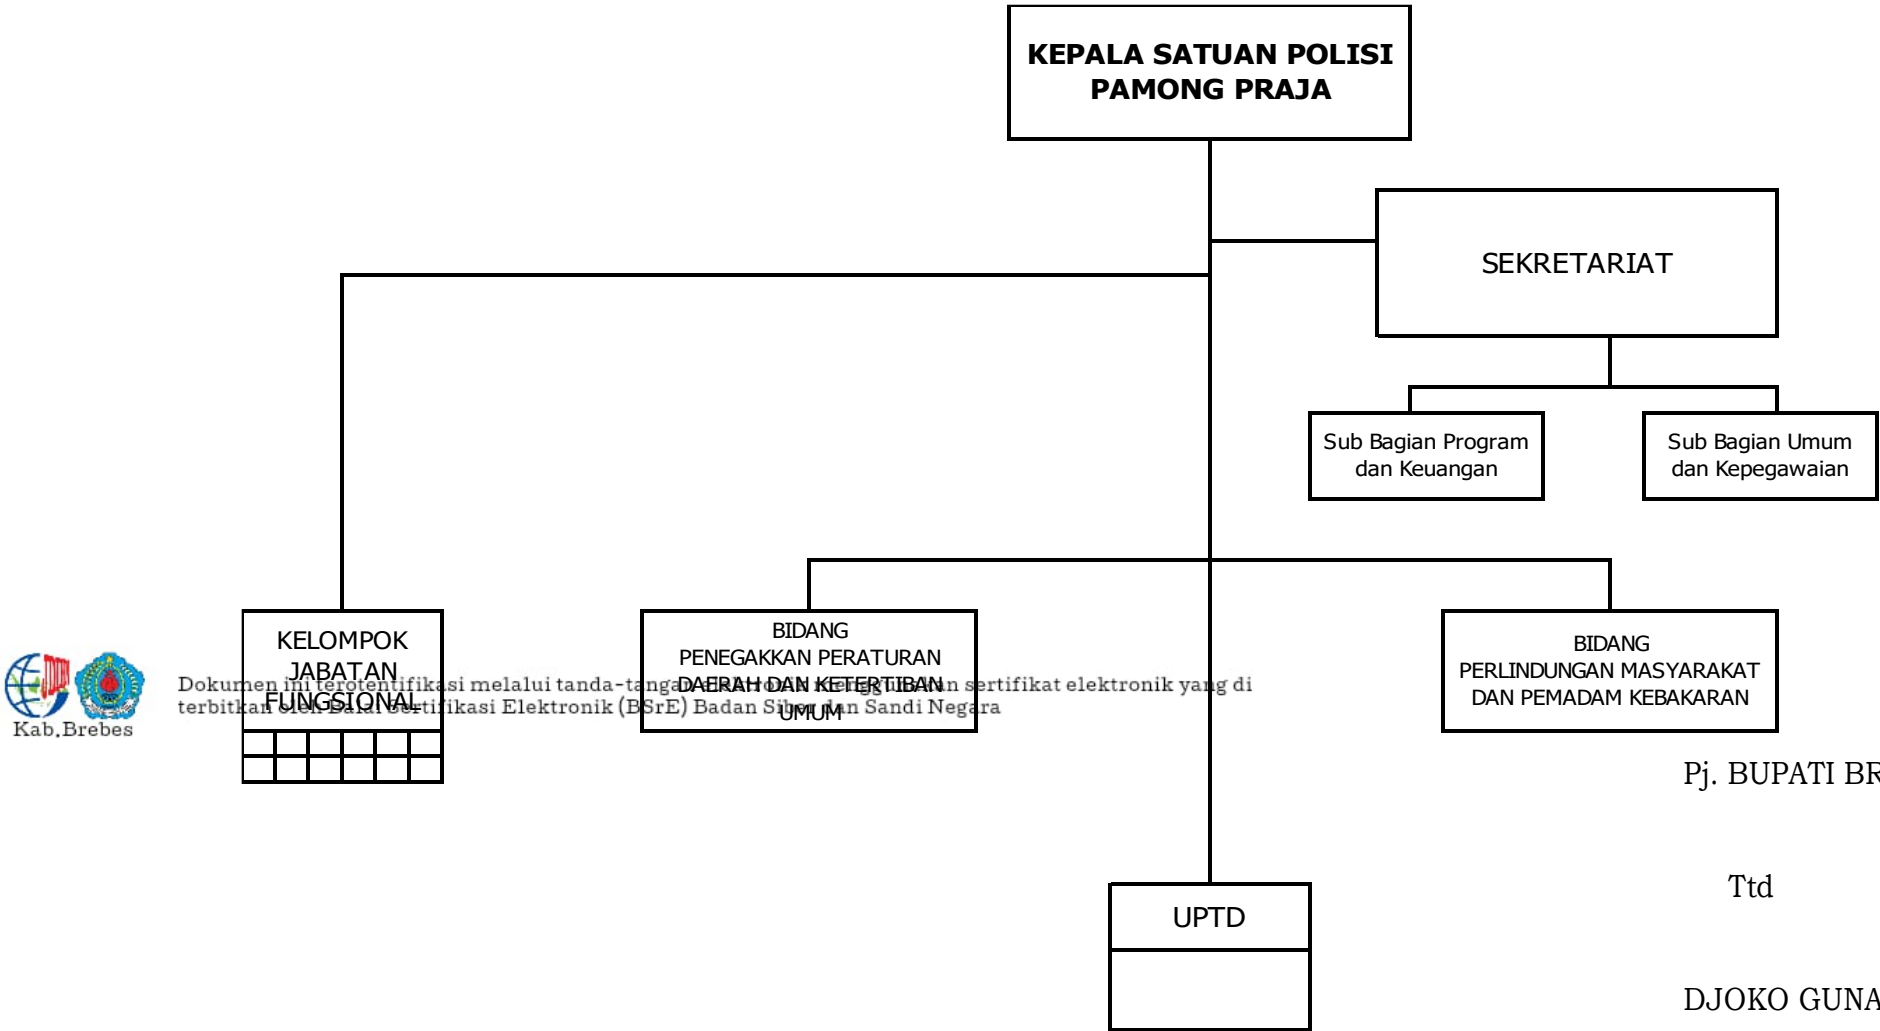 KEPALA SATUAN POLISI
PAMONG PRAJA
SEKRETARIAT
Sub Bagian Program
dan Keuangan
Sub Bagian Umum
dan Kepegawaian
KELOMPOK
JABATAN
FUNGSIONAL
BIDANG
PENEGAKKAN PERATURAN
DAERAH DAN KETERTIBAN
UMUM
BIDANG
PERLINDUNGAN MASYARAKAT
DAN PEMADAM KEBAKARAN
JDIH
Kab.Brebes
Dokumen ini terotentifikasi melalui tanda-tangan elektronik menggunakan sertifikat elektronik yang di
terbitkan oleh Balai Sertifikasi Elektronik (BSrE) Badan Siber dan Sandi Negara
Pj. BUPATI BR
Ttd
UPTD
DJOKO GUNA